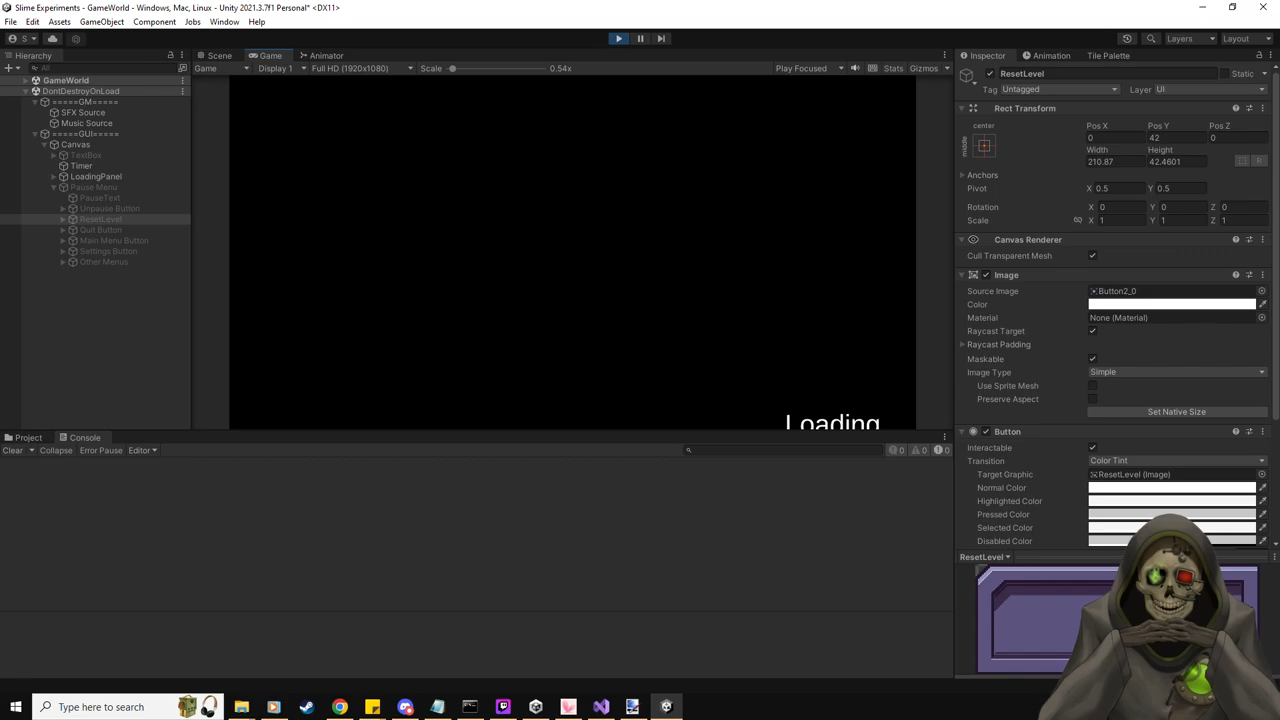 Slime Experiments - GameWorld - Windows, Mac, Linux - Unity 2021.3.7f1 Personal* <DX11>
File Edit Assets GameObject Component Jobs Window Help
S Layers Layout
Hierarchy Scene Game Animator Inspector Animation Tile Palette
All Game Display 1 Full HD (1920x1080) Scale 0.54x Play Focused Stats Gizmos
ResetLevel Static
Tag Untagged Layer UI
GameWorld
DontDestroyOnLoad
=====GM=====
SFX Source
Music Source
=====GUI=====
Canvas
TextBox
Timer
LoadingPanel
Pause Menu
PauseText
Unpause Button
ResetLevel
Quit Button
Main Menu Button
Settings Button
Other Menus
Loading
Rect Transform
center
middle
Pos X Pos Y Pos Z
0 42 0
Width Height
210.87 42.4601
R
Anchors
Pivot X 0.5 Y 0.5
Rotation X 0 Y 0 Z 0
Scale X 1 Y 1 Z 1
Canvas Renderer
Cull Transparent Mesh
Image
Source Image Button2_0
Color
Material None (Material)
Raycast Target
Raycast Padding
Maskable
Image Type Simple
Use Sprite Mesh
Preserve Aspect
Set Native Size
Button
Interactable
Transition Color Tint
Target Graphic ResetLevel (Image)
Normal Color
Highlighted Color
Pressed Color
Selected Color
Disabled Color
ResetLevel
Project Console
Clear Collapse Error Pause Editor 0 0 0
Type here to search